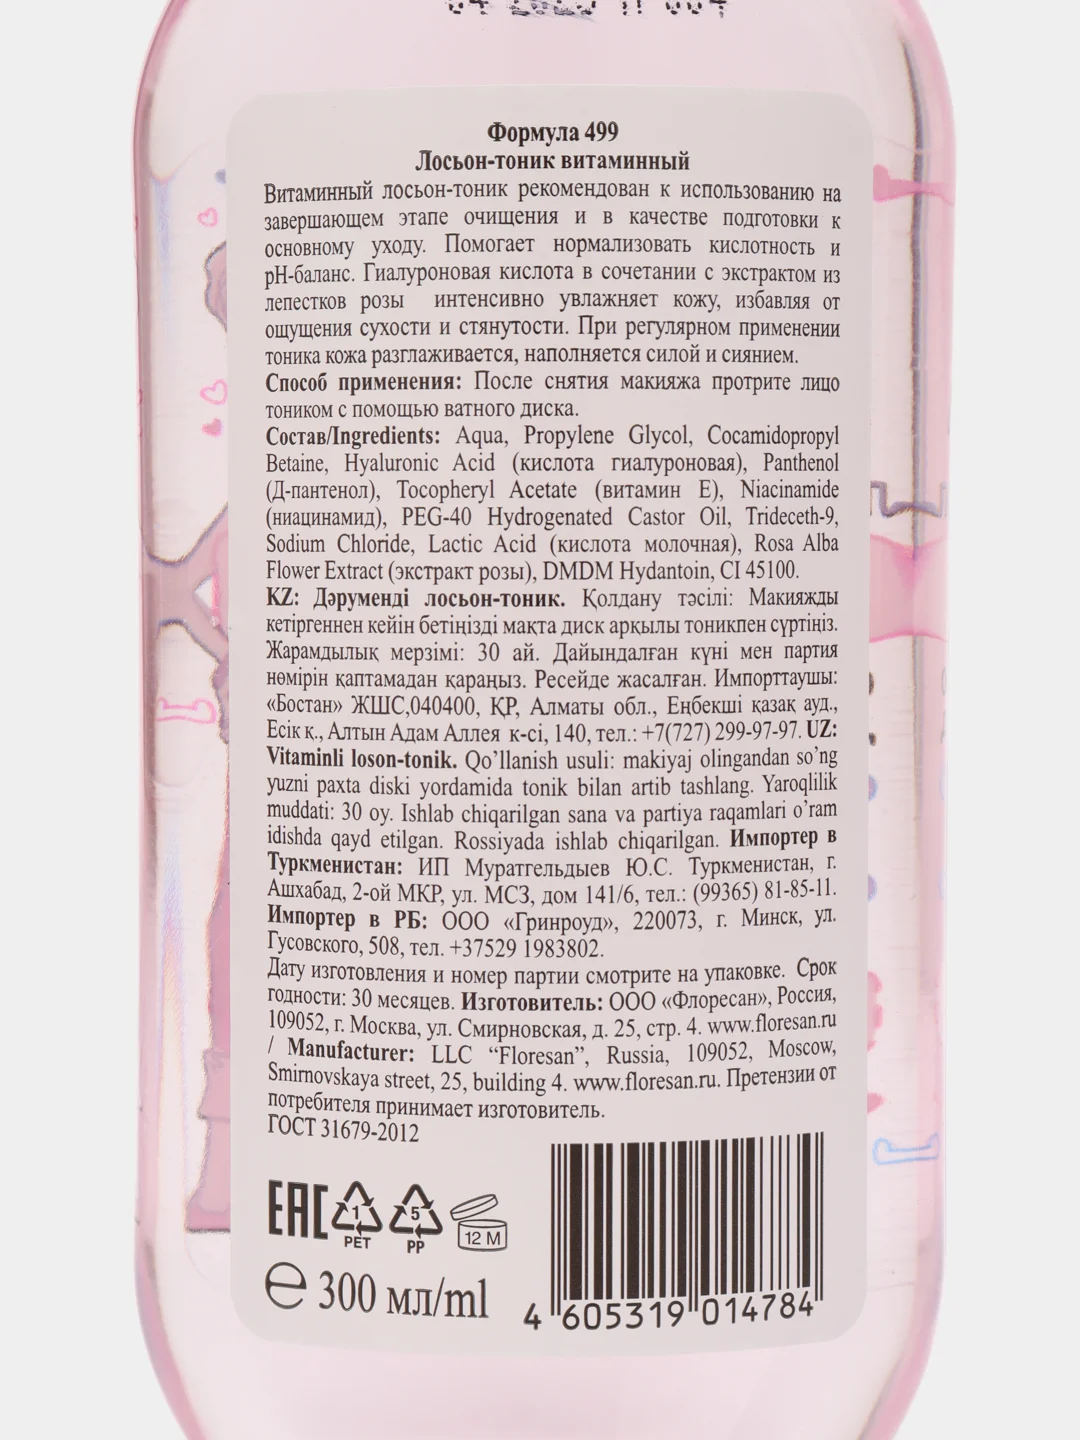 Формула 499
Лосьон-тоник витаминный
Витаминный лосьон-тоник рекомендован к использованию на
завершающем этапе очищения и в качестве подготовки к
основному уходу. Помогает нормализовать кислотность и
pH-баланс. Гиалуроновая кислота в сочетании с экстрактом из
лепестков розы интенсивно увлажняет кожу, избавляя от
ощущения сухости и стянутости. При регулярном применении
тоника кожа разглаживается, наполняется силой и сиянием.
Способ применения: После снятия макияжа протрите лицо
тоником с помощью ватного диска.
Состав/Ingredients: Aqua, Propylene Glycol, Cocamidopropyl
Betaine, Hyaluronic Acid (кислота гиалуроновая), Panthenol
(Д-пантенол), Tocopheryl Acetate (витамин Е), Niacinamide
(ниацинамид), PEG-40 Hydrogenated Castor Oil, Trideceth-9,
Sodium Chloride, Lactic Acid (кислота молочная), Rosa Alba
Flower Extract (экстракт розы), DMDM Hydantoin, CI 45100.
KZ: Дәруменді лосьон-тоник. Қолдану тәсілі: Макияжды
кетіргеннен кейін бетіңізді мақта диск арқылы тоникпен сүртіңіз.
Жарамдылық мерзімі: 30 ай. Дайындалған күні мен партия
нөмірін қаптамадан қараңыз. Ресейде жасалған. Импорттаушы:
«Бостан» ЖШС,040400, ҚР, Алматы обл., Еңбекші қазақ ауд.,
Есік қ., Алтын Адам Аллея к-сі, 140, тел.: +7(727) 299-97-97. UZ:
Vitaminli loson-tonik. Qo’llanish usuli: makiyaj olingandan so’ng
yuzni paxta diski yordamida tonik bilan artib tashlang. Yaroqlilik
muddati: 30 oy. Ishlab chiqarilgan sana va partiya raqamlari o’ram
idishda qayd etilgan. Rossiyada ishlab chiqarilgan. Импортер в
Туркменистан: ИП Муратгельдыев Ю.С. Туркменистан, г.
Ашхабад, 2-ой МКР, ул. МСЗ, дом 141/6, тел.: (99365) 81-85-11.
Импортер в РБ: ООО «Гринроуд», 220073, г. Минск, ул.
Гусовского, 508, тел. +37529 1983802.
Дату изготовления и номер партии смотрите на упаковке. Срок
годности: 30 месяцев. Изготовитель: ООО «Флоресан», Россия,
109052, г. Москва, ул. Смирновская, д. 25, стр. 4. www.floresan.ru
/ Manufacturer: LLC “Floresan”, Russia, 109052, Moscow,
Smirnovskaya street, 25, building 4. www.floresan.ru. Претензии от
потребителя принимает изготовитель.
ГОСТ 31679-2012
EAC 1 PET 5 PP 12 M
℮ 300 мл/ml
4 605319 014784